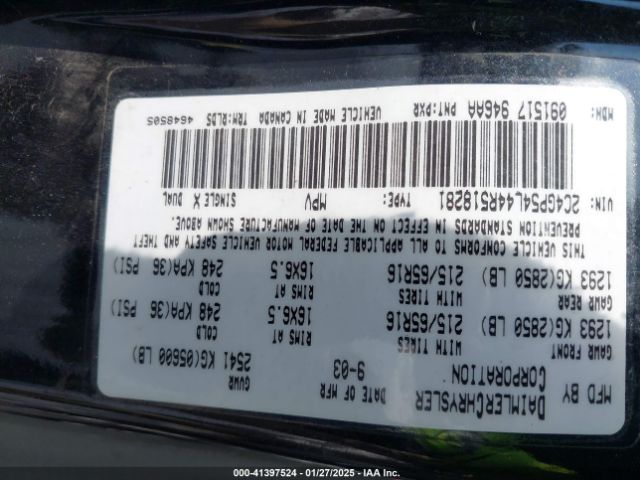 MFD BY DAIMLERCHRYSLER CORPORATION
DATE OF MFR 9-03
GVWR 2541 KG(05600 LB)
GAWR FRONT WITH TIRES RIMS AT COLD
1293 KG(2850 LB) 215/65R16 16X6.5 248 KPA(36 PSI)
GAWR REAR WITH TIRES RIMS AT COLD
1293 KG(2850 LB) 215/65R16 16X6.5 248 KPA(36 PSI)
THIS VEHICLE CONFORMS TO ALL APPLICABLE FEDERAL MOTOR VEHICLE SAFETY AND THEFT
PREVENTION STANDARDS IN EFFECT ON THE DATE OF MANUFACTURE SHOWN ABOVE.
VIN: 2C4GP54L44R518281 TYPE: MPV SINGLE X DUAL
MDH: 091517 946AA PNT:PXR VEHICLE MADE IN CANADA TRM:RLDS 4648505
000-41397524 — 01/27/2025 — IAA Inc.